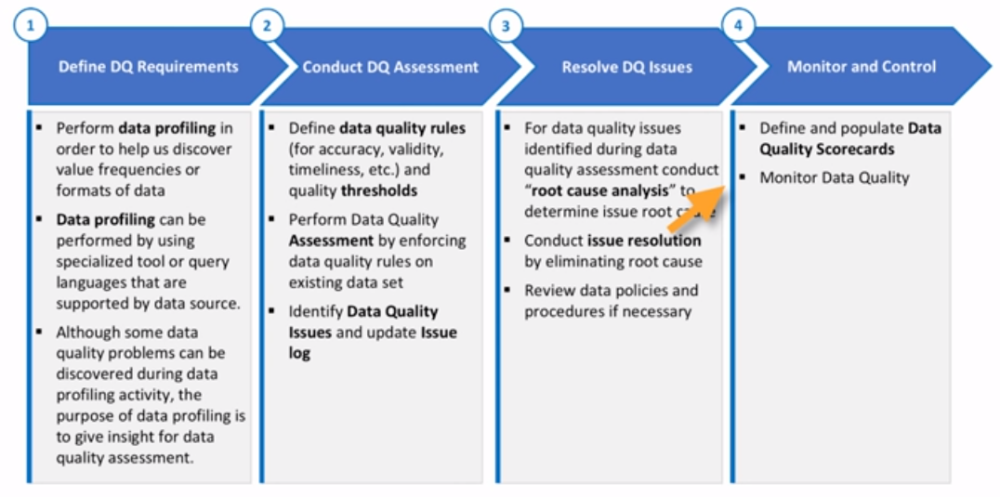 1
2
3
4
Define DQ Requirements
Conduct DQ Assessment
Resolve DQ Issues
Monitor and Control
▪ Perform data profiling in
order to help us discover
value frequencies or
formats of data
▪ Data profiling can be
performed by using
specialized tool or query
languages that are
supported by data source.
▪ Although some data
quality problems can be
discovered during data
profiling activity, the
purpose of data profiling is
to give insight for data
quality assessment.
▪ Define data quality rules
(for accuracy, validity,
timeliness, etc.) and
quality thresholds
▪ Perform Data Quality
Assessment by enforcing
data quality rules on
existing data set
▪ Identify Data Quality
Issues and update Issue
log
▪ For data quality issues
identified during data
quality assessment conduct
“root cause analysis” to
determine issue root cause
▪ Conduct issue resolution
by eliminating root cause
▪ Review data policies and
procedures if necessary
▪ Define and populate Data
Quality Scorecards
▪ Monitor Data Quality